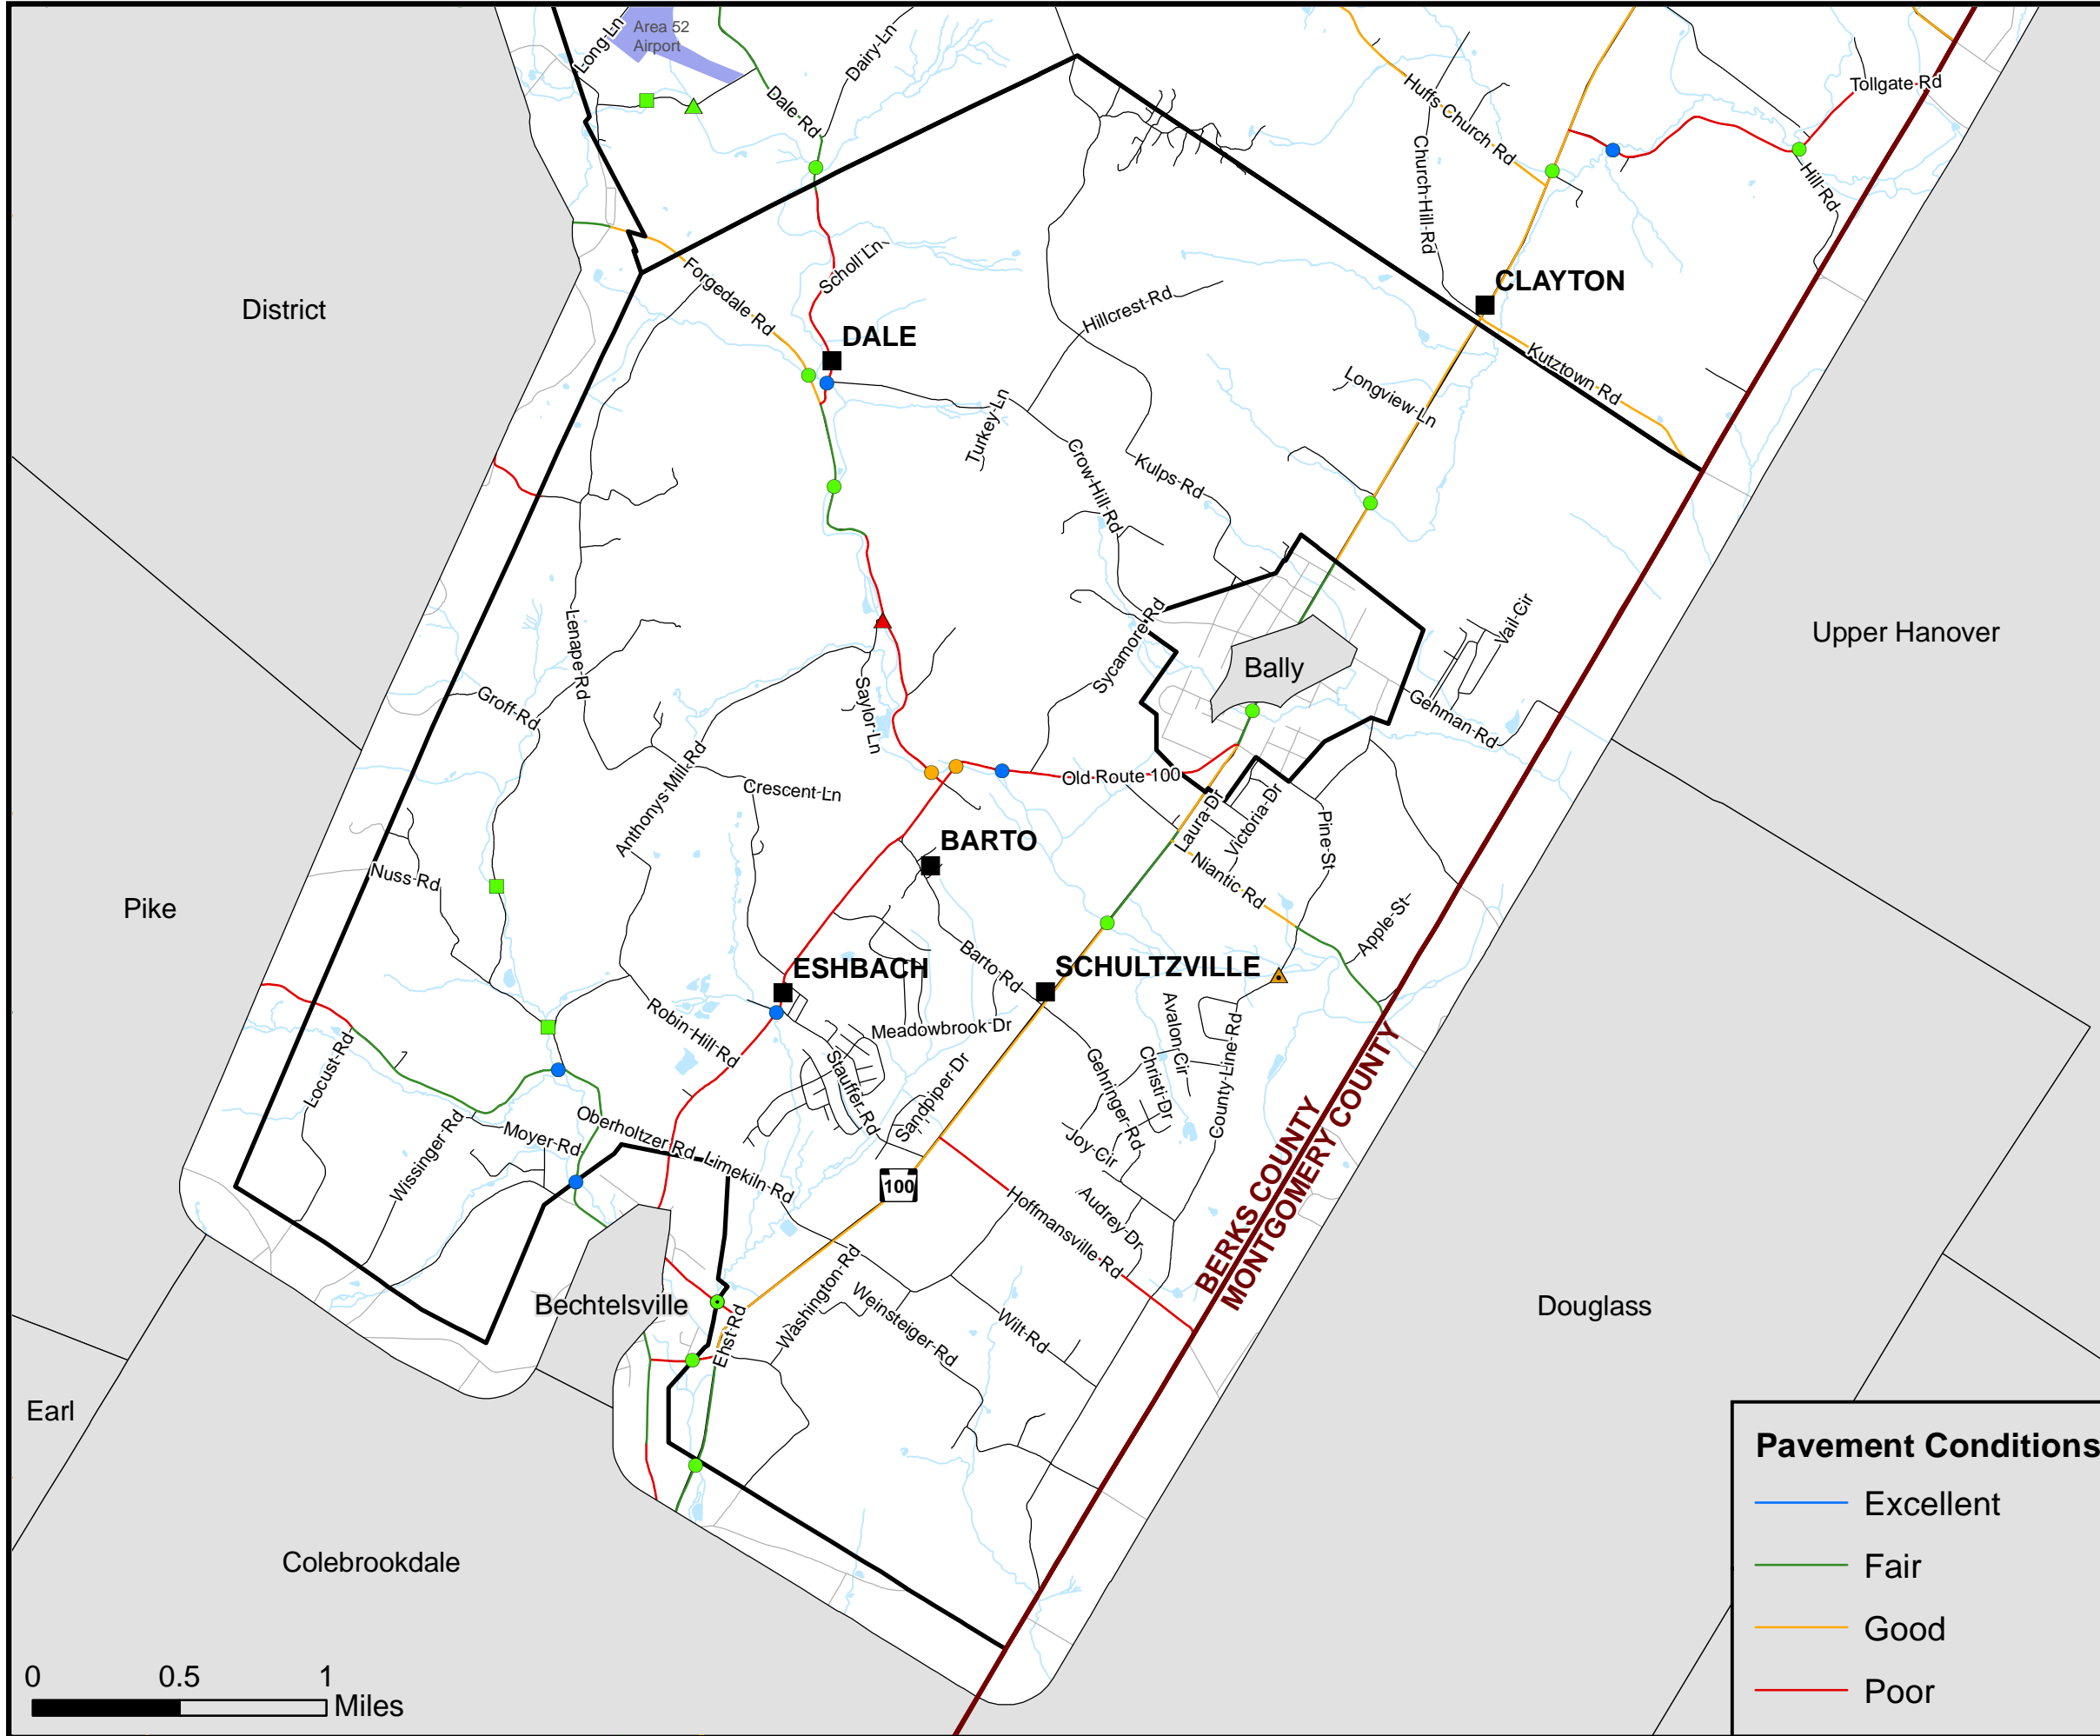 Area 52
Airport
Long Ln
Dairy Ln
Dale Rd
Huffs Church Rd
Tollgate Rd
Church Hill Rd
Hill Rd
District
Scholl Ln
Forgedale Rd
CLAYTON
DALE
Hillcrest Rd
Kutztown Rd
Longview Ln
Turkey Ln
Crow Hill Rd
Kulps Rd
Sycamore Rd
Vail Cir
Upper Hanover
Lenape Rd
Bally
Groff Rd
Saylor Ln
Gehman Rd
Anthonys Mill Rd
Crescent Ln
Old Route 100
Laura Dr
Victoria Dr
Pine St
BARTO
Nuss Rd
Niantic Rd
Pike
Apple St
Barto Rd
ESHBACH
SCHULTZVILLE
Robin Hill Rd
Meadowbrook Dr
Avalon Cir
Locust Rd
Stauffer Rd
Sandpiper Dr
Gehringer Rd
Christi Dr
County Line Rd
BERKS COUNTY
MONTGOMERY COUNTY
Oberholtzer Rd
Moyer Rd
Wissinger Rd
Joy Cir
Limekiln Rd
100
Hoffmansville Rd
Audrey Dr
Bechtelsville
Ehst Rd
Washington Rd
Weinsteiger Rd
Wilt Rd
Douglass
Earl
Colebrookdale
Pavement Conditions
Excellent
Fair
Good
Poor
0 0.5 1
Miles